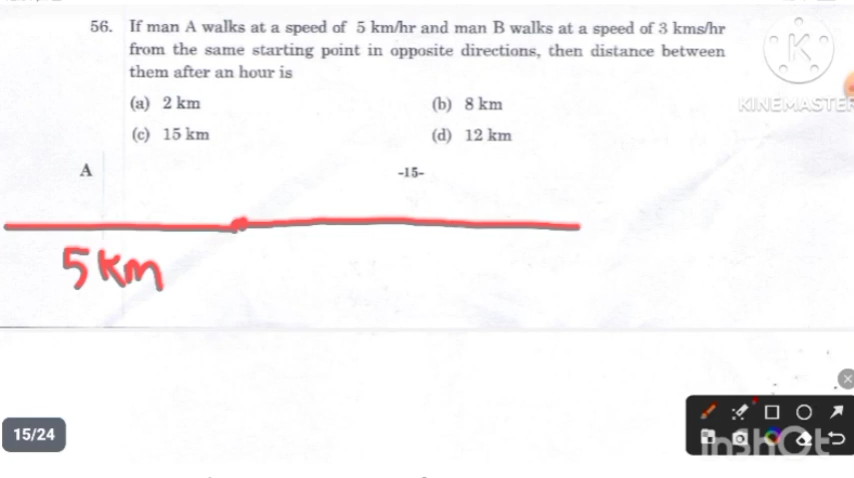 56. If man A walks at a speed of 5 km/hr and man B walks at a speed of 3 kms/hr
from the same starting point in opposite directions, then distance between
them after an hour is
(a) 2 km (b) 8 km
(c) 15 km (d) 12 km
A -15-
5 km
15/24
K
KINEMASTER
InShOt